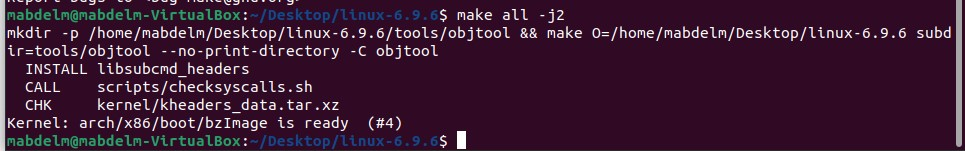 mabdelm@mabdelm-VirtualBox:~/Desktop/linux-6.9.6$ make all -j2
mkdir -p /home/mabdelm/Desktop/linux-6.9.6/tools/objtool && make O=/home/mabdelm/Desktop/linux-6.9.6 subd
ir=tools/objtool --no-print-directory -C objtool
  INSTALL libsubcmd_headers
  CALL    scripts/checksyscalls.sh
  CHK     kernel/kheaders_data.tar.xz
Kernel: arch/x86/boot/bzImage is ready  (#4)
mabdelm@mabdelm-VirtualBox:~/Desktop/linux-6.9.6$